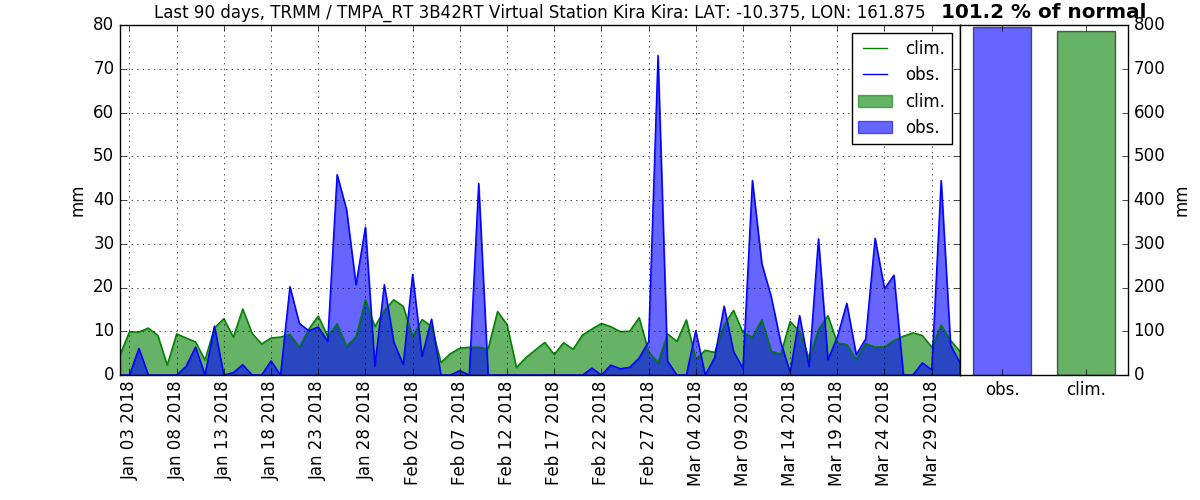 Last 90 days, TRMM / TMPA_RT 3B42RT Virtual Station Kira Kira: LAT: -10.375, LON: 161.875
101.2 % of normal
80
70
60
50
40
30
20
10
0
mm
clim.
obs.
clim.
obs.
800
700
600
500
400
300
200
100
0
mm
Jan 03 2018
Jan 08 2018
Jan 13 2018
Jan 18 2018
Jan 23 2018
Jan 28 2018
Feb 02 2018
Feb 07 2018
Feb 12 2018
Feb 17 2018
Feb 22 2018
Feb 27 2018
Mar 04 2018
Mar 09 2018
Mar 14 2018
Mar 19 2018
Mar 24 2018
Mar 29 2018
obs.
clim.